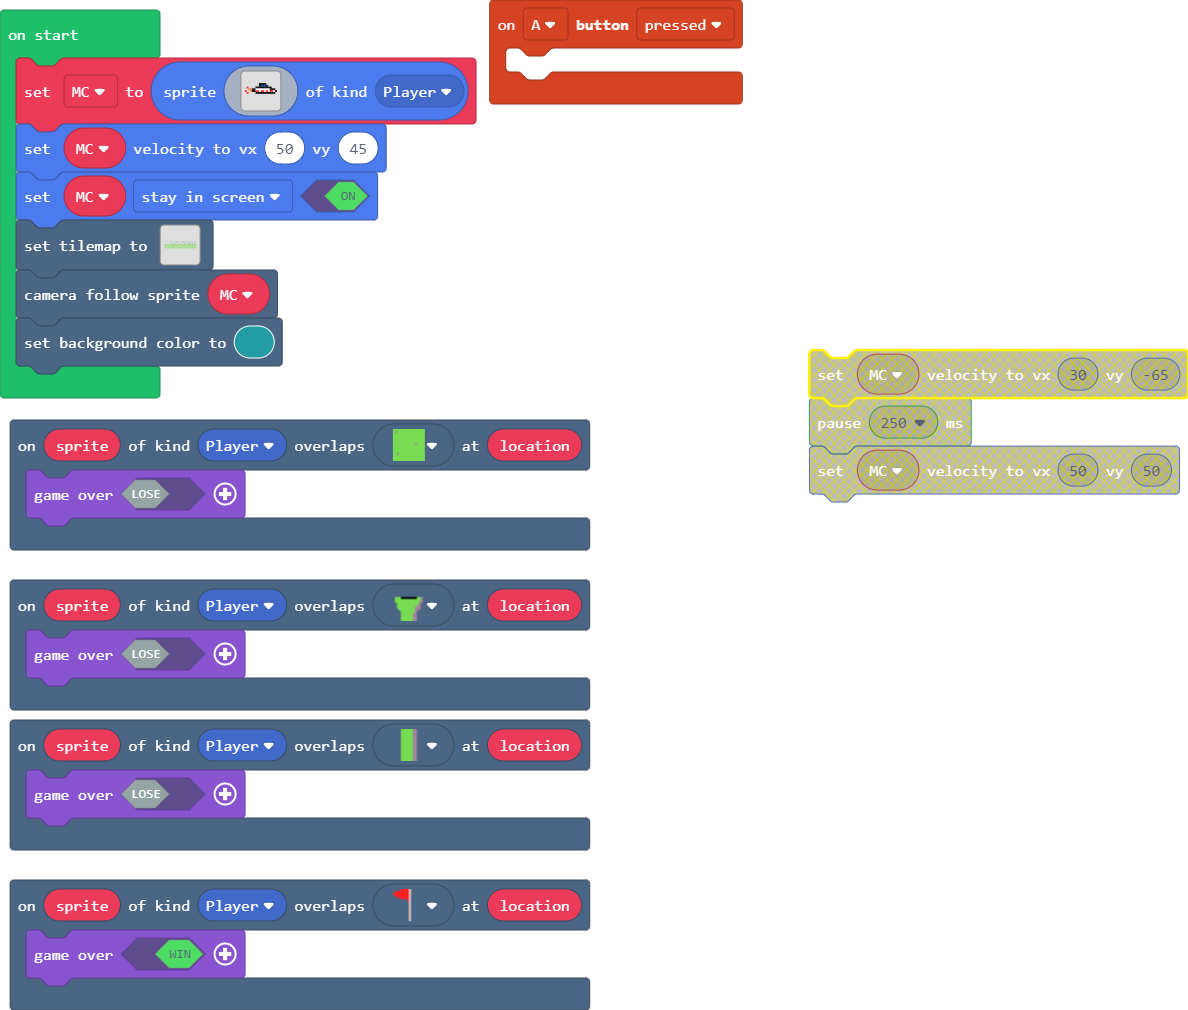 on start
set MC to sprite of kind Player
set MC velocity to vx 50 vy 45
set MC stay in screen ON
set tilemap to
camera follow sprite MC
set background color to
on A button pressed
set MC velocity to vx 30 vy -65
pause 250 ms
set MC velocity to vx 50 vy 50
on sprite of kind Player overlaps at location
game over LOSE
on sprite of kind Player overlaps at location
game over LOSE
on sprite of kind Player overlaps at location
game over LOSE
on sprite of kind Player overlaps at location
game over WIN